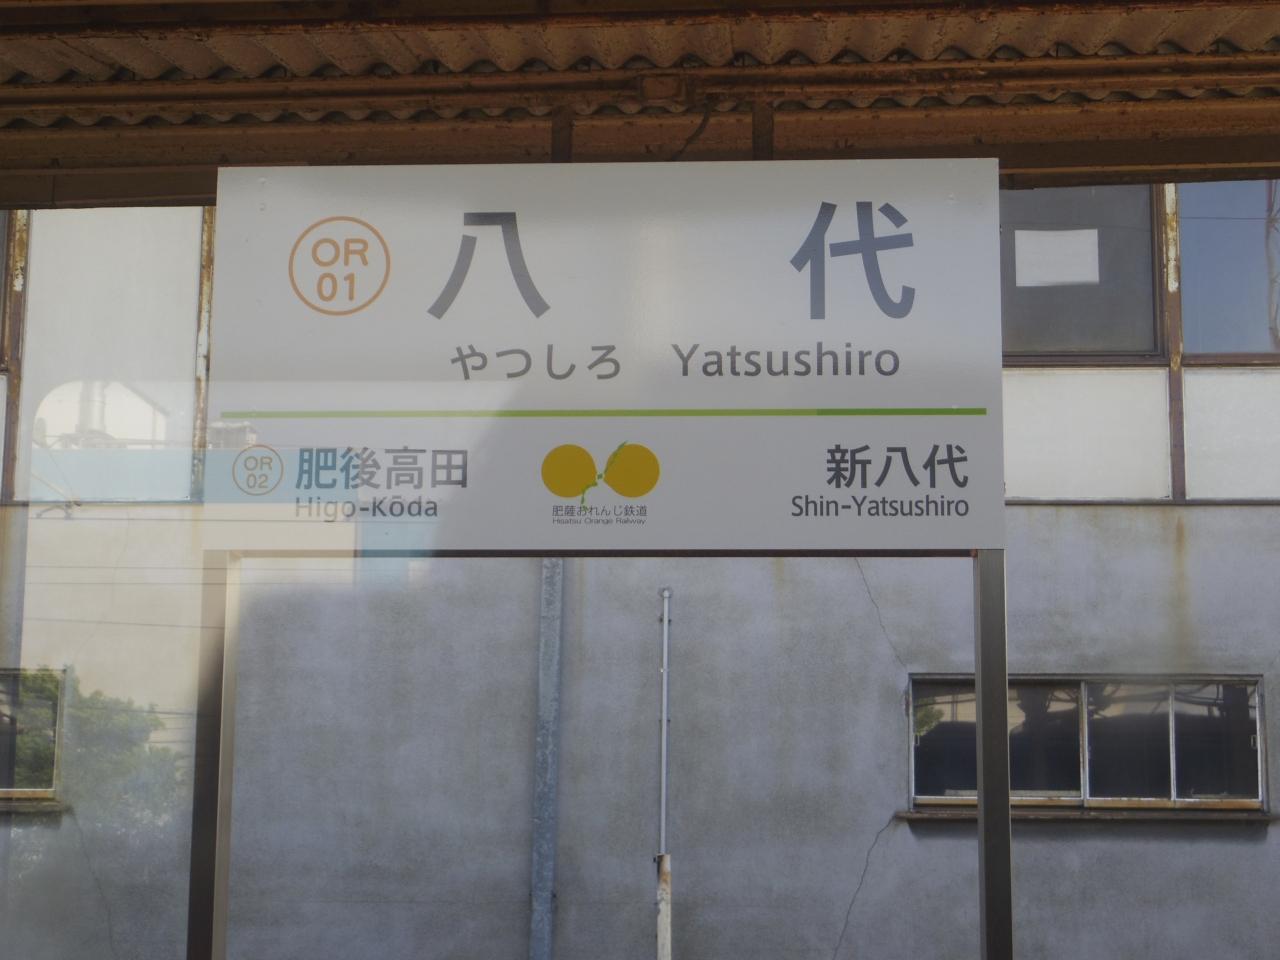 OR
01
八代
やつしろ Yatsushiro
OR
02
肥後高田
Higo-Kōda
肥薩おれんじ鉄道
Hisatsu Orange Railway
新八代
Shin-Yatsushiro